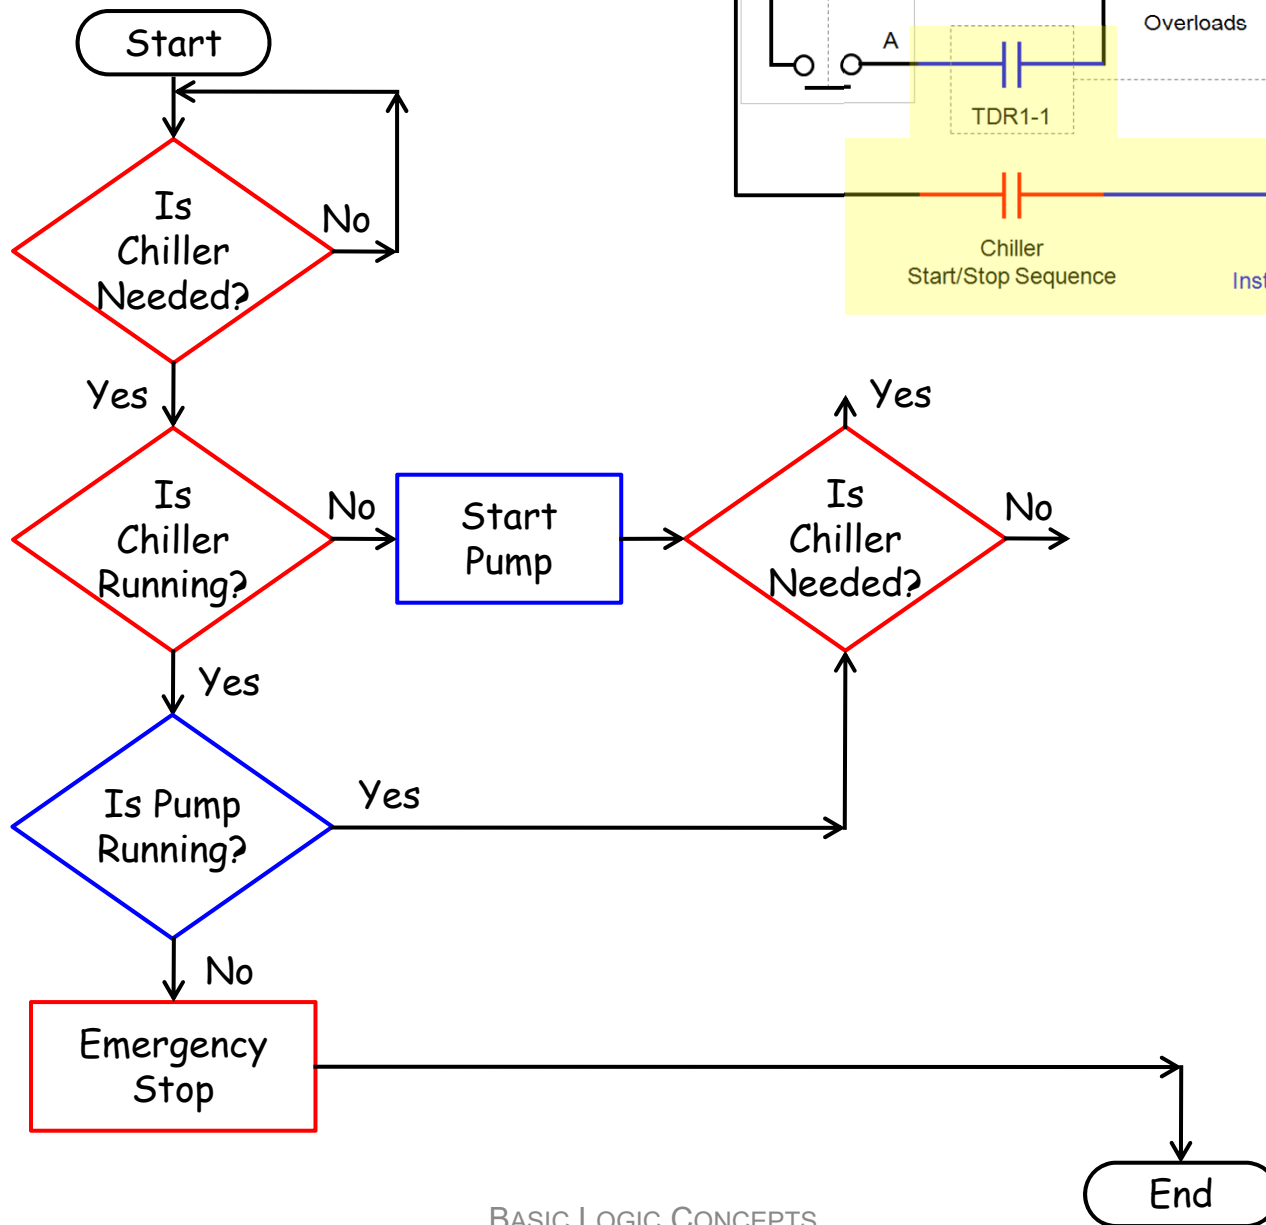 Start
Is
Chiller
Needed?
No
Yes
Is
Chiller
Running?
No
Start
Pump
Is
Chiller
Needed?
Yes
No
Yes
Is Pump
Running?
Yes
No
Emergency
Stop
End
A
Overloads
TDR1-1
Chiller
Start/Stop Sequence
Inst
BASIC LOGIC CONCEPTS